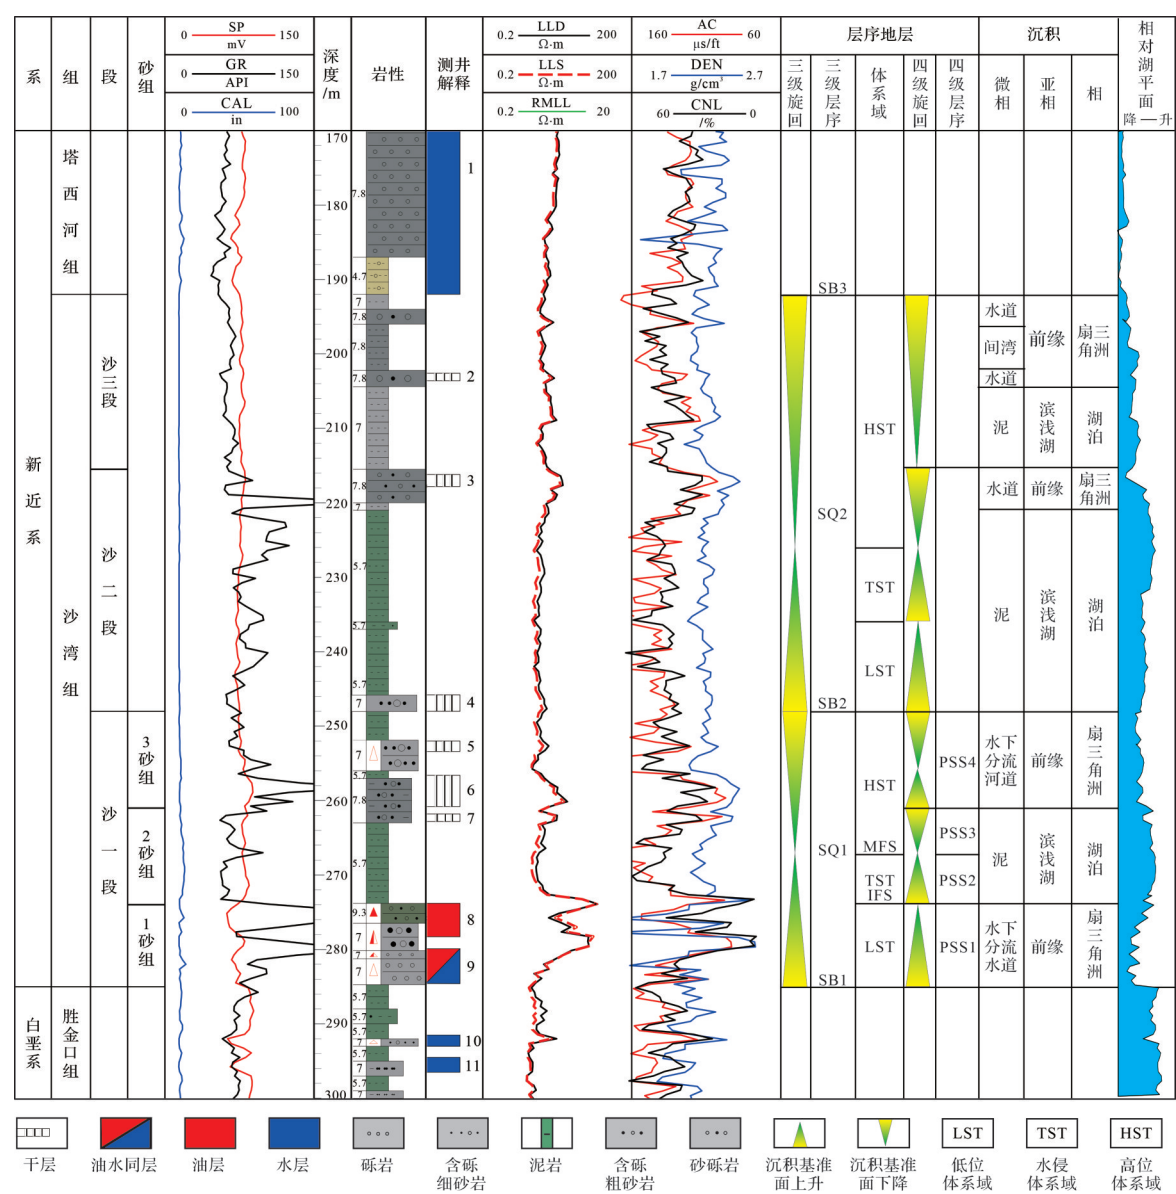 系
组
段
砂组
0 SP 150
mV
0 GR 150
API
0 CAL 100
in
深度/m
岩性
测井解释
0.2 LLD 200
Ω·m
0.2 LLS 200
Ω·m
0.2 RMLL 20
Ω·m
160 AC 60
μs/ft
1.7 DEN 2.7
g/cm³
60 CNL 0
/%
层序地层
三级旋回
三级层序
体系域
四级旋回
四级层序
沉积
微相
亚相
相
相对湖平面
降—升
新近系
白垩系
塔西河组
沙湾组
胜金口组
沙三段
沙二段
沙一段
3砂组
2砂组
1砂组
170
180
190
200
210
220
230
240
250
260
270
280
290
300
7.8
4.7
7
7.8
7.8
7.8
7
7.8
7
5.7
5.7
5.7
7
7
5.7
7.8
5.7
9.3
7
7
7
5.7
5.7
5.7
7
5.7
7
5.7
7
1
2
3
4
5
6
7
8
9
10
11
SB3
SQ2
SB2
SQ1
SB1
HST
TST
LST
HST
MFS
TST
IFS
LST
PSS4
PSS3
PSS2
PSS1
水道
间湾
水道
泥
水道
泥
水下分流河道
泥
水下分流水道
前缘
滨浅湖
前缘
滨浅湖
前缘
滨浅湖
前缘
扇三角洲
湖泊
扇三角洲
湖泊
扇三角洲
湖泊
扇三角洲
LST
TST
HST
干层
油水同层
油层
水层
砾岩
含砾细砂岩
泥岩
含砾粗砂岩
砂砾岩
沉积基准面上升
沉积基准面下降
低位体系域
水侵体系域
高位体系域